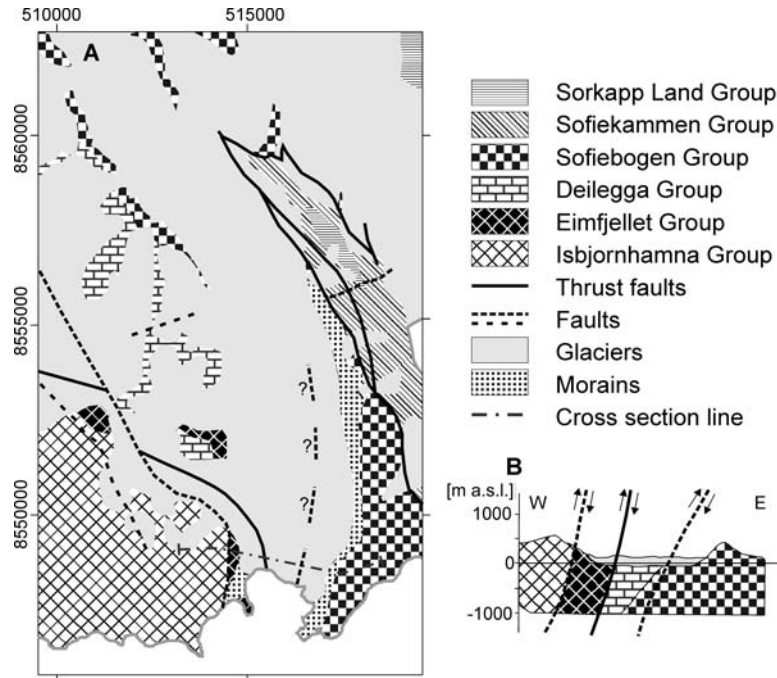 510000 515000
A
8560000
8555000
8550000
?
?
?
Sorkapp Land Group
Sofiekammen Group
Sofiebogen Group
Deilegga Group
Eimfjellet Group
Isbjornhamna Group
Thrust faults
Faults
Glaciers
Morains
Cross section line
B
[m a.s.l.]
W E
1000
0
-1000